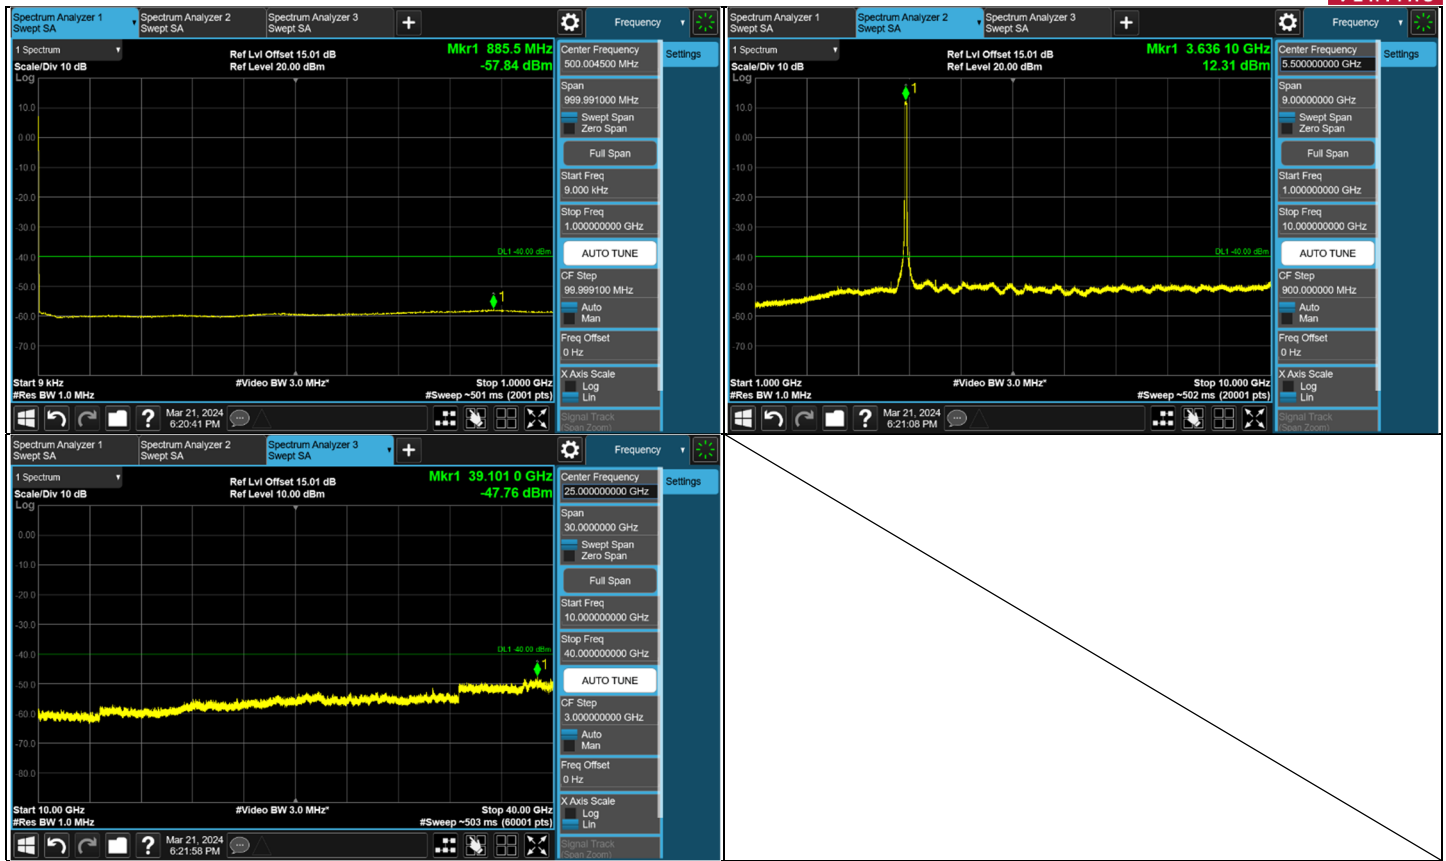 Spectrum Analyzer 1
Swept SA
Spectrum Analyzer 2
Swept SA
Spectrum Analyzer 3
Swept SA
+
Frequency
1 Spectrum
Scale/Div 10 dB
Log
Ref Lvl Offset 15.01 dB
Ref Level 20.00 dBm
Mkr1 885.5 MHz
-57.84 dBm
10.0
0.00
-10.0
-20.0
-30.0
-40.0
-50.0
-60.0
-70.0
DL1 -40.00 dBm
1
Start 9 kHz
#Res BW 1.0 MHz
#Video BW 3.0 MHz*
Stop 1.0000 GHz
#Sweep ~501 ms (2001 pts)
Center Frequency
500.004500 MHz
Span
999.991000 MHz
Swept Span
Zero Span
Full Span
Start Freq
9.000 kHz
Stop Freq
1.000000000 GHz
AUTO TUNE
CF Step
99.999100 MHz
Auto
Man
Freq Offset
0 Hz
X Axis Scale
Log
Lin
Signal Track
(Span Zoom)
Settings
?
Mar 21, 2024
6:20:41 PM
Spectrum Analyzer 1
Swept SA
Spectrum Analyzer 2
Swept SA
Spectrum Analyzer 3
Swept SA
+
Frequency
1 Spectrum
Scale/Div 10 dB
Log
Ref Lvl Offset 15.01 dB
Ref Level 20.00 dBm
Mkr1 3.636 10 GHz
12.31 dBm
10.0
0.00
-10.0
-20.0
-30.0
-40.0
-50.0
-60.0
-70.0
DL1 -40.00 dBm
1
Start 1.000 GHz
#Res BW 1.0 MHz
#Video BW 3.0 MHz*
Stop 10.000 GHz
#Sweep ~502 ms (20001 pts)
Center Frequency
5.500000000 GHz
Span
9.00000000 GHz
Swept Span
Zero Span
Full Span
Start Freq
1.000000000 GHz
Stop Freq
10.000000000 GHz
AUTO TUNE
CF Step
900.000000 MHz
Auto
Man
Freq Offset
0 Hz
X Axis Scale
Log
Lin
Signal Track
(Span Zoom)
Settings
?
Mar 21, 2024
6:21:08 PM
Spectrum Analyzer 1
Swept SA
Spectrum Analyzer 2
Swept SA
Spectrum Analyzer 3
Swept SA
+
Frequency
1 Spectrum
Scale/Div 10 dB
Log
Ref Lvl Offset 15.01 dB
Ref Level 10.00 dBm
Mkr1 39.101 0 GHz
-47.76 dBm
0.00
-10.0
-20.0
-30.0
-40.0
-50.0
-60.0
-70.0
-80.0
DL1 -40.00 dBm
1
Start 10.00 GHz
#Res BW 1.0 MHz
#Video BW 3.0 MHz*
Stop 40.00 GHz
#Sweep ~503 ms (60001 pts)
Center Frequency
25.000000000 GHz
Span
30.0000000 GHz
Swept Span
Zero Span
Full Span
Start Freq
10.000000000 GHz
Stop Freq
40.000000000 GHz
AUTO TUNE
CF Step
3.000000000 GHz
Auto
Man
Freq Offset
0 Hz
X Axis Scale
Log
Lin
Signal Track
(Span Zoom)
Settings
?
Mar 21, 2024
6:21:58 PM